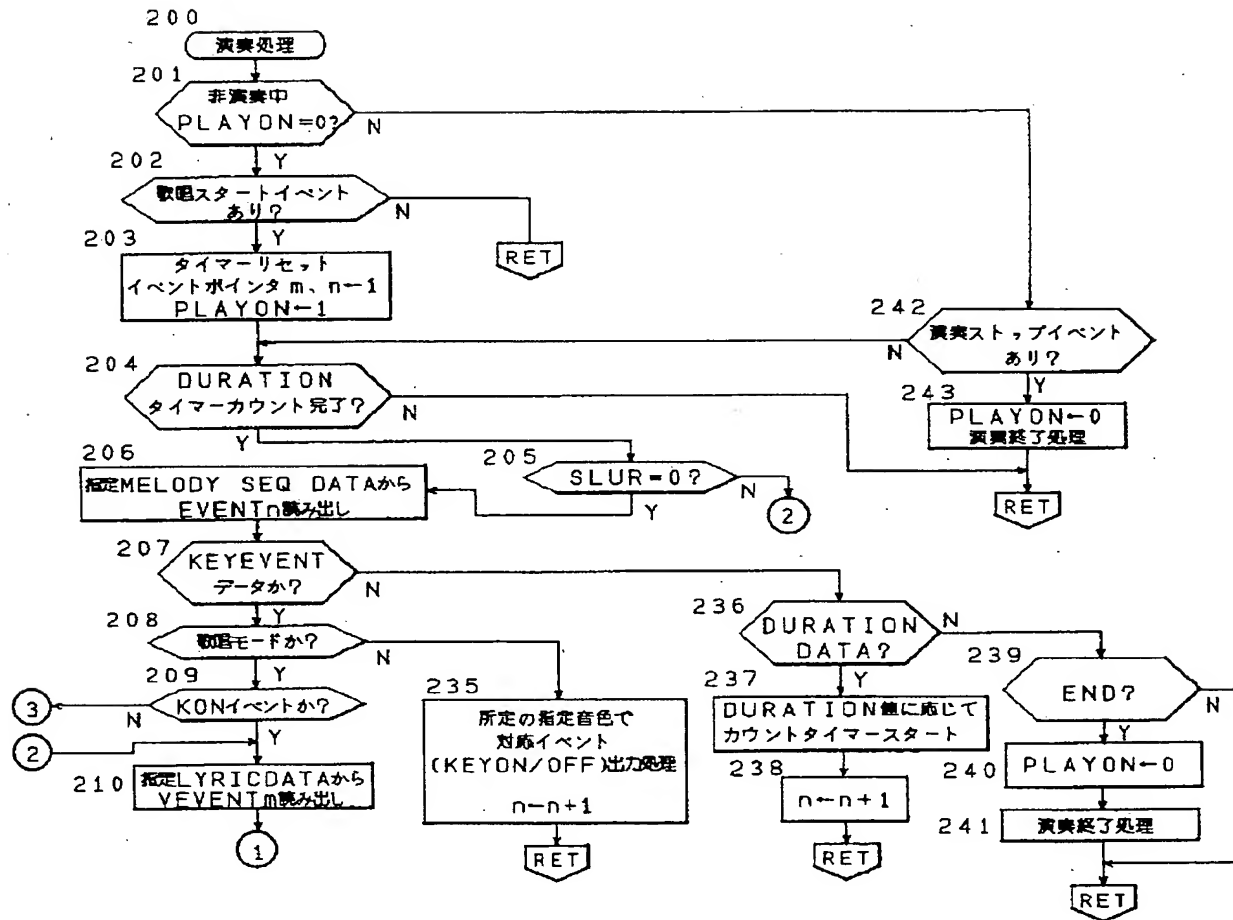 200
演奏処理
201
非演奏中
PLAYON=0?
N
Y
202
歌唱スタートイベント
あり?
N
Y
RET
203
タイマーリセット
イベントポインタm、n←1
PLAYON←1
242
演奏ストップイベント
あり?
N
Y
243
PLAYON←0
演奏終了処理
RET
204
DURATION
タイマーカウント完了?
N
Y
205
SLUR=0?
N
Y
2
206
指定MELODY SEQ DATAから
EVENTn読み出し
207
KEYEVENT
データか?
N
Y
208
歌唱モードか?
N
Y
209
KONイベントか?
N
Y
3
2
210
指定LYRICDATAから
VEVENTm読み出し
1
235
所定の指定音色で
対応イベント
(KEYON/OFF)出力処理
n←n+1
RET
236
DURATION
DATA?
N
Y
237
DURATION値に応じて
カウントタイマースタート
238
n←n+1
RET
239
END?
N
Y
240
PLAYON←0
241
演奏終了処理
RET